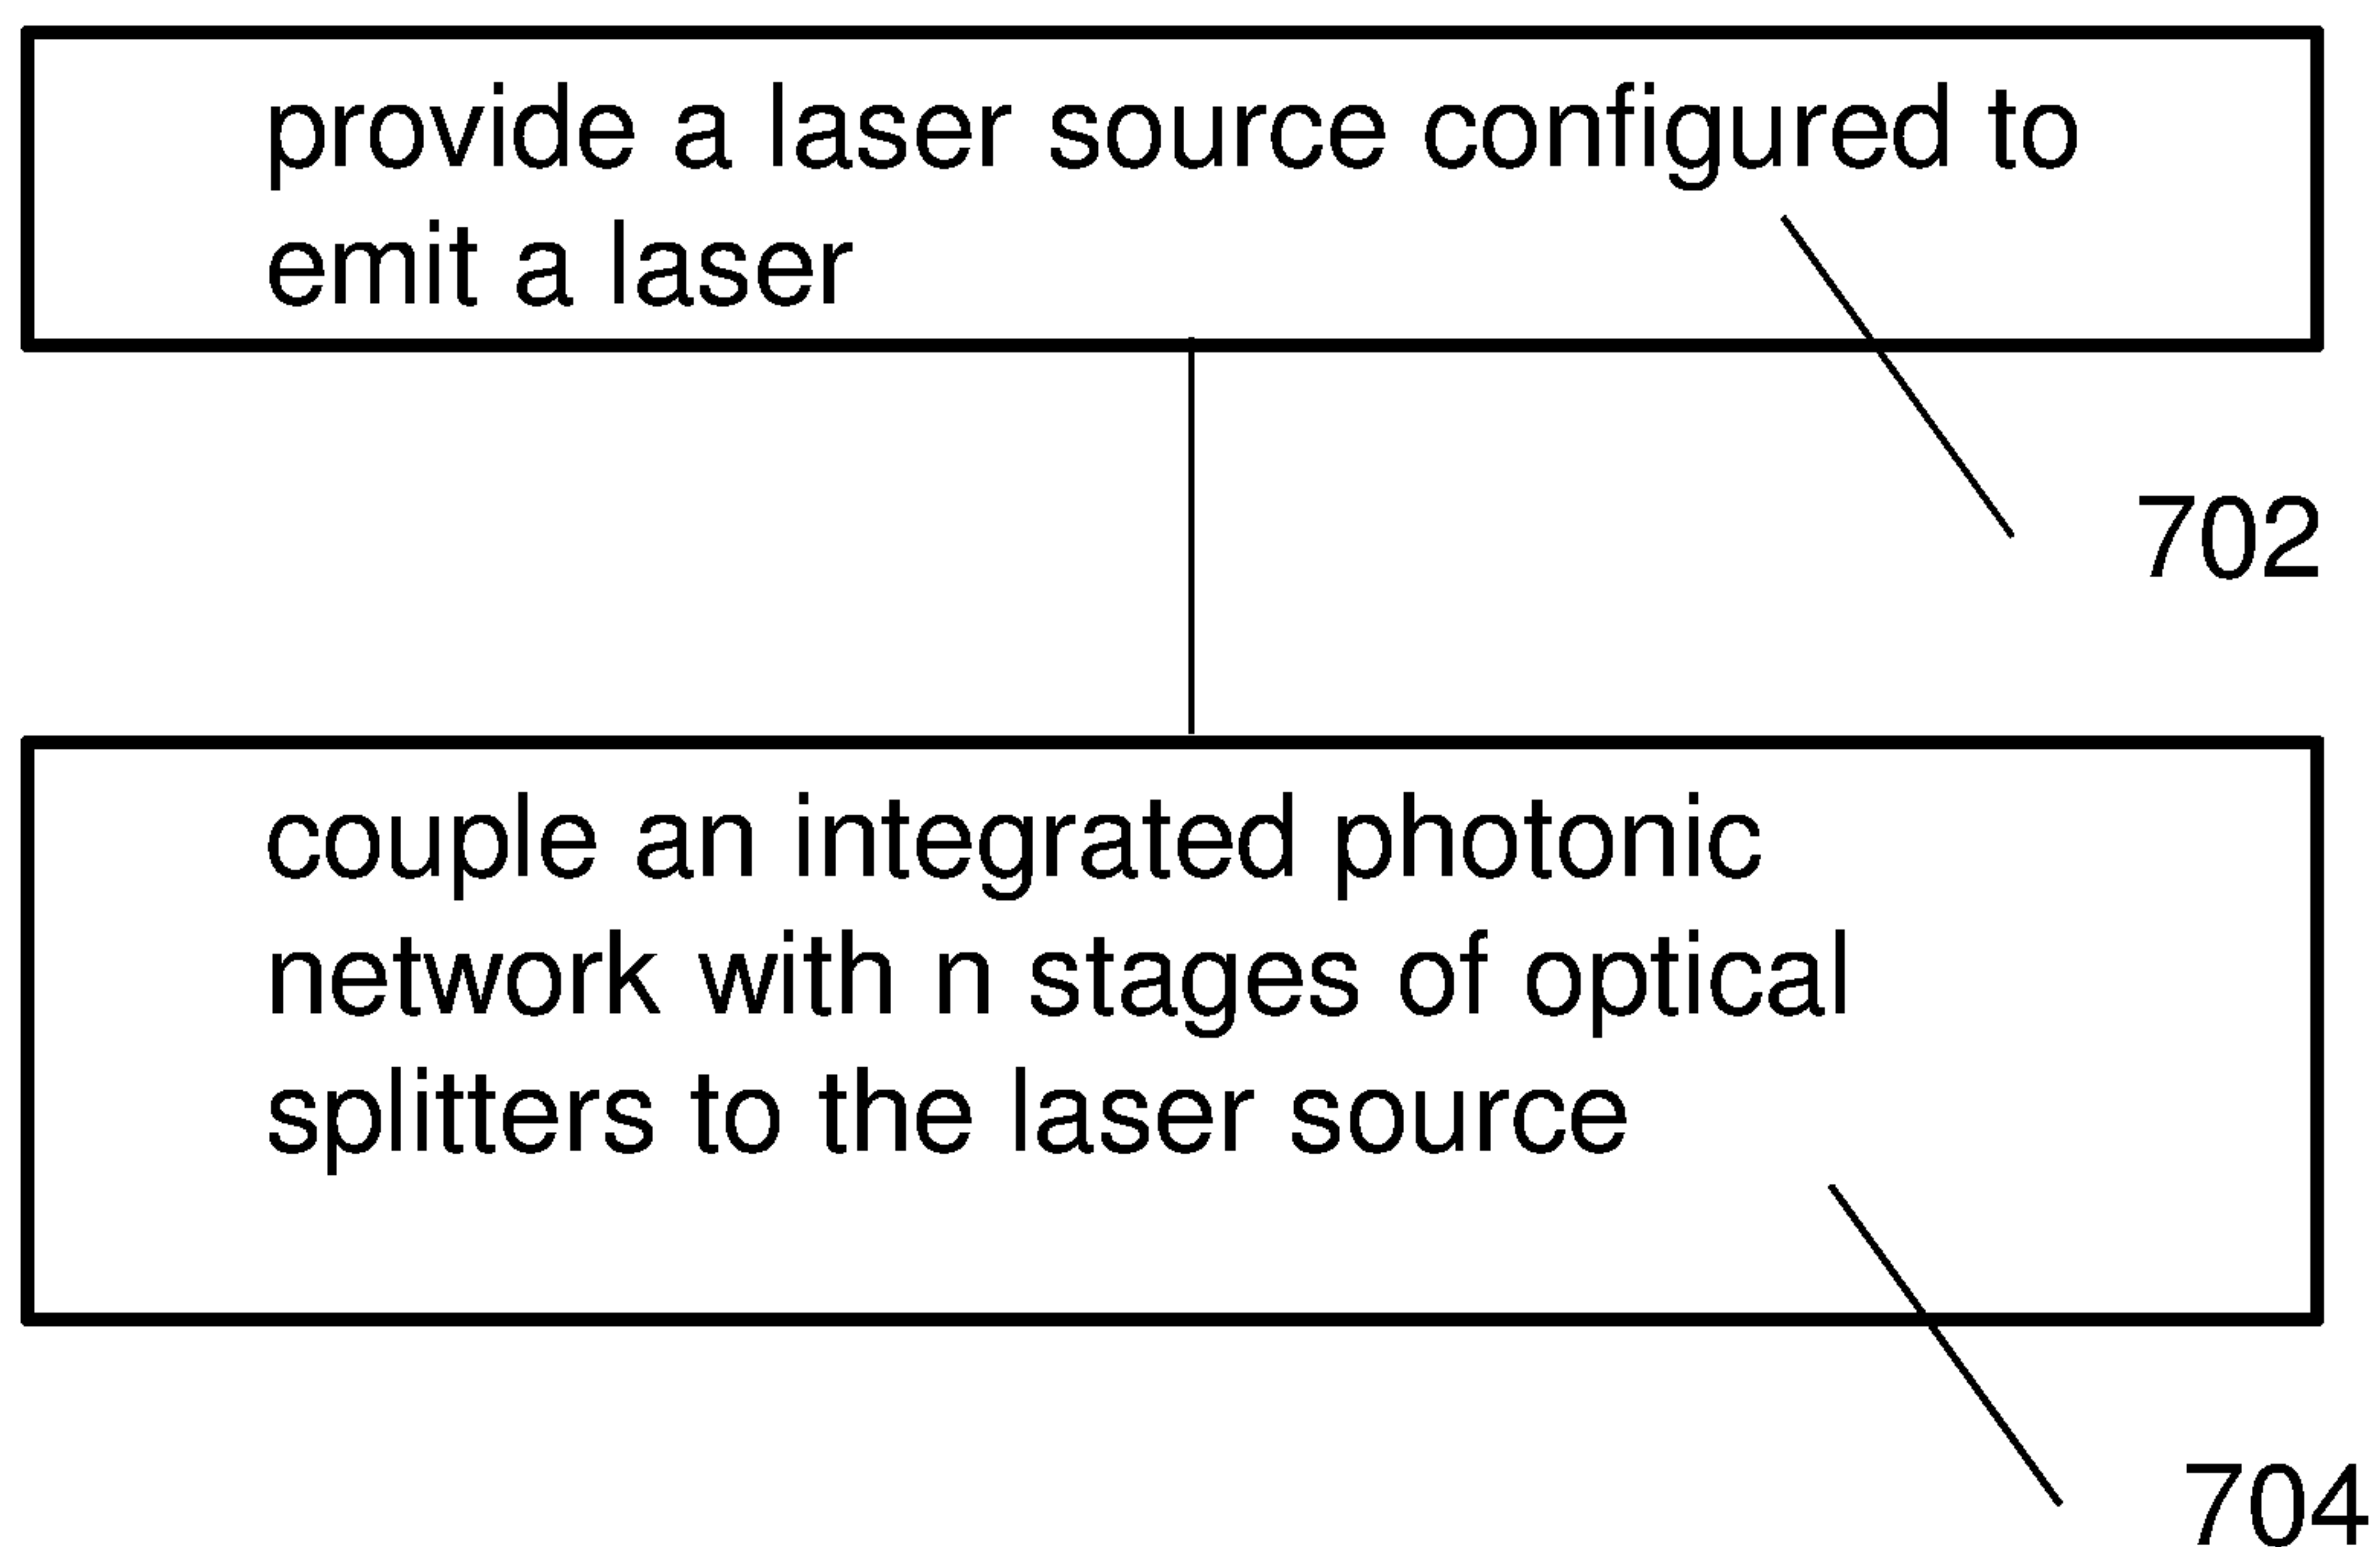 provide a laser source configured to
emit a laser
702
couple an integrated photonic
network with n stages of optical
splitters to the laser source
704